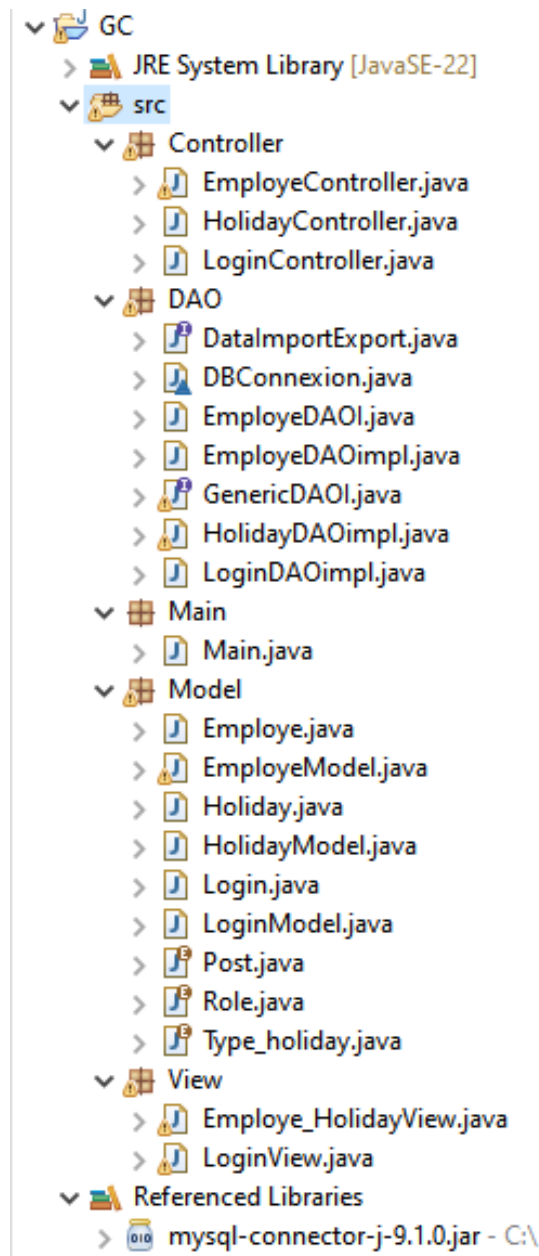 GC
JRE System Library [JavaSE-22]
src
Controller
EmployeController.java
HolidayController.java
LoginController.java
DAO
DataImportExport.java
DBConnexion.java
EmployeDAOI.java
EmployeDAOimpl.java
GenericDAOI.java
HolidayDAOimpl.java
LoginDAOimpl.java
Main
Main.java
Model
Employe.java
EmployeModel.java
Holiday.java
HolidayModel.java
Login.java
LoginModel.java
Post.java
Role.java
Type_holiday.java
View
Employe_HolidayView.java
LoginView.java
Referenced Libraries
mysql-connector-j-9.1.0.jar - C:\